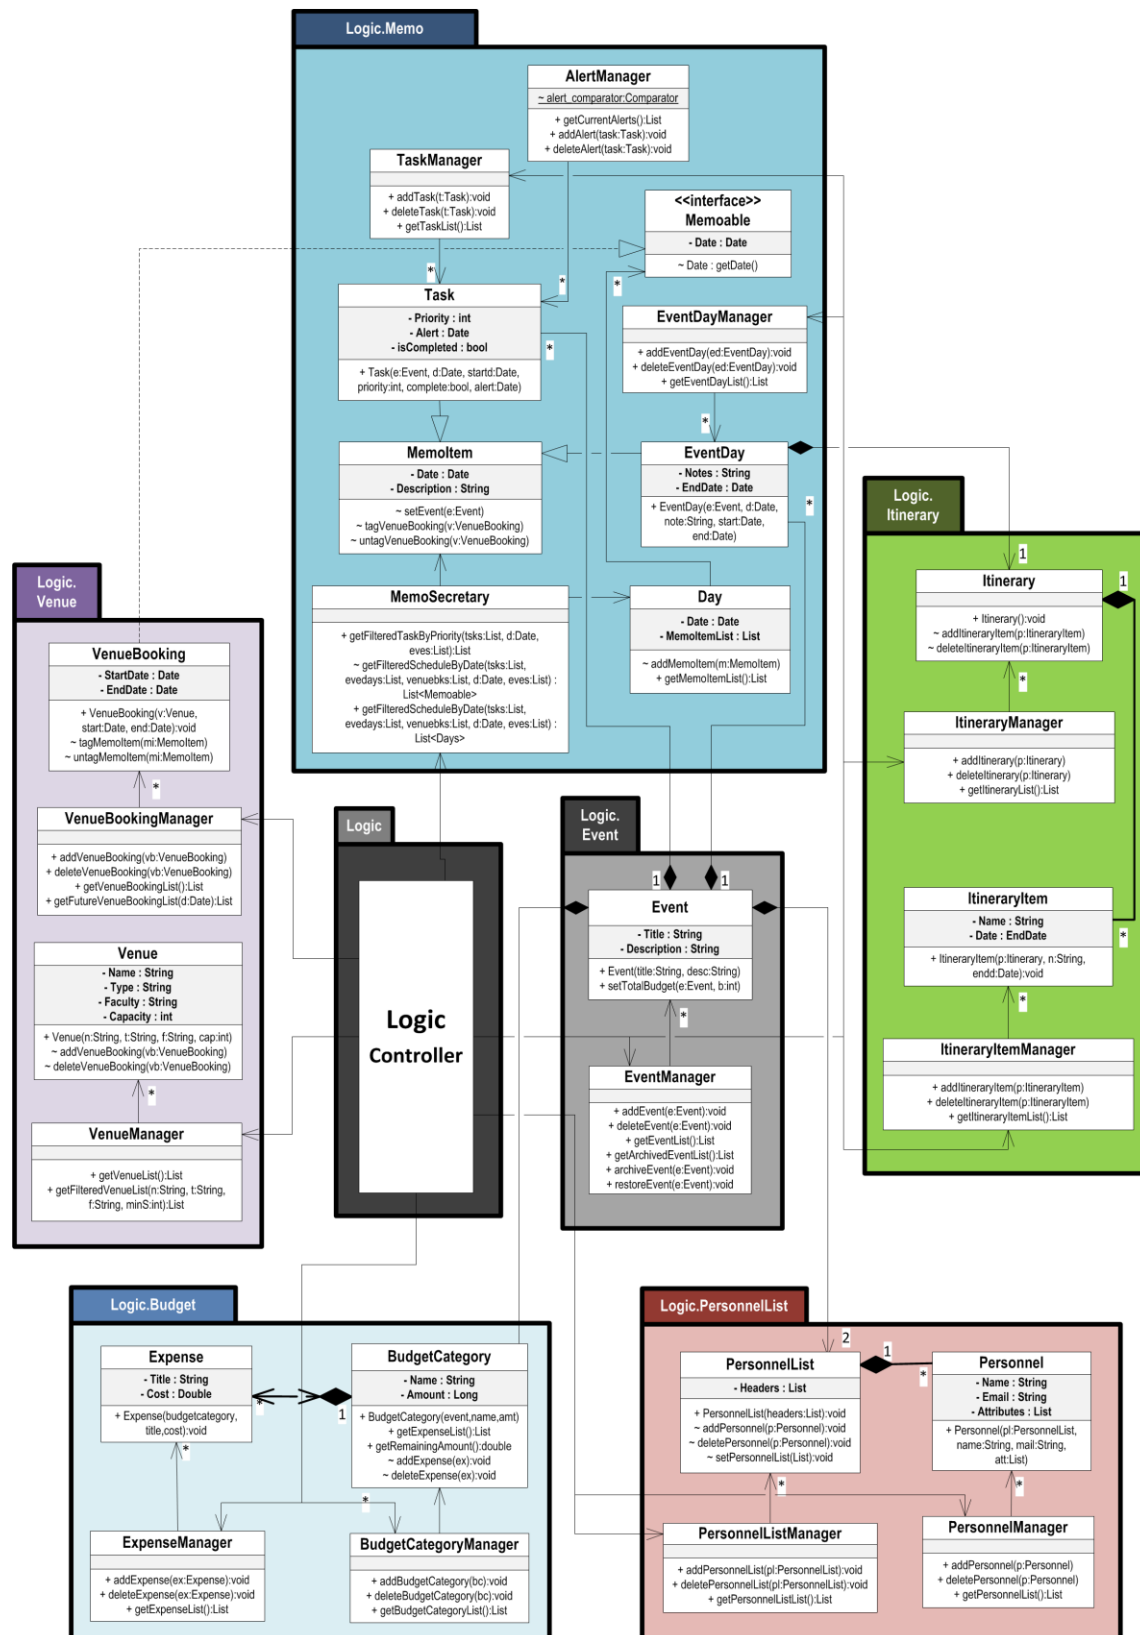 Logic.Memo
AlertManager
~ alert_comparator:Comparator
+ getCurrentAlerts():List
+ addAlert(task:Task):void
+ deleteAlert(task:Task):void
TaskManager
+ addTask(t:Task):void
+ deleteTask(t:Task):void
+ getTaskList():List
<<interface>>
Memoable
- Date : Date
~ Date : getDate()
*
*
*
Task
- Priority : int
- Alert : Date
- isCompleted : bool
+ Task(e:Event, d:Date, startd:Date,
priority:int, complete:bool, alert:Date)
*
EventDayManager
+ addEventDay(ed:EventDay):void
+ deleteEventDay(ed:EventDay):void
+ getEventDayList():List
*
MemoItem
- Date : Date
- Description : String
~ setEvent(e:Event)
~ tagVenueBooking(v:VenueBooking)
~ untagVenueBooking(v:VenueBooking)
EventDay
- Notes : String
- EndDate : Date
+ EventDay(e:Event, d:Date,
note:String, start:Date,
end:Date)
*
MemoSecretary
+ getFilteredTaskByPriority(tsks:List, d:Date,
eves:List):List
~ getFilteredScheduleByDate(tsks:List,
evedays:List, venuebks:List, d:Date, eves:List) :
List<Memoable>
+ getFilteredScheduleByDate(tsks:List,
evedays:List, venuebks:List, d:Date, eves:List) :
List<Days>
Day
- Date : Date
- MemoItemList : List
~ addMemoItem(m:MemoItem)
+ getMemoItemList():List
Logic.
Itinerary
1
1
Itinerary
+ Itinerary():void
~ addItineraryItem(p:ItineraryItem)
~ deleteItineraryItem(p:ItineraryItem)
*
ItineraryManager
+ addItinerary(p:Itinerary)
+ deleteItinerary(p:Itinerary)
+ getItineraryList():List
ItineraryItem
- Name : String
- Date : EndDate
+ ItineraryItem(p:Itinerary, n:String,
endd:Date):void
*
*
ItineraryItemManager
+ addItineraryItem(p:ItineraryItem)
+ deleteItineraryItem(p:ItineraryItem)
+ getItineraryItemList():List
Logic.
Venue
VenueBooking
- StartDate : Date
- EndDate : Date
+ VenueBooking(v:Venue,
start:Date, end:Date):void
~ tagMemoItem(mi:MemoItem)
~ untagMemoItem(mi:MemoItem)
*
VenueBookingManager
+ addVenueBooking(vb:VenueBooking)
+ deleteVenueBooking(vb:VenueBooking)
+ getVenueBookingList():List
+ getFutureVenueBookingList(d:Date):List
Venue
- Name : String
- Type : String
- Faculty : String
- Capacity : int
+ Venue(n:String, t:String, f:String, cap:int)
~ addVenueBooking(vb:VenueBooking)
~ deleteVenueBooking(vb:VenueBooking)
*
VenueManager
+ getVenueList():List
+ getFilteredVenueList(n:String, t:String,
f:String, minS:int):List
Logic
Logic
Controller
Logic.
Event
1
1
Event
- Title : String
- Description : String
+ Event(title:String, desc:String)
+ setTotalBudget(e:Event, b:int)
*
EventManager
+ addEvent(e:Event):void
+ deleteEvent(e:Event):void
+ getEventList():List
+ getArchivedEventList():List
+ archiveEvent(e:Event):void
+ restoreEvent(e:Event):void
Logic.Budget
Expense
- Title : String
- Cost : Double
+ Expense(budgetcategory,
title,cost):void
*
1
*
BudgetCategory
- Name : String
- Amount : Long
+ BudgetCategory(event,name,amt)
+ getExpenseList():List
+ getRemainingAmount():double
~ addExpense(ex):void
~ deleteExpense(ex):void
*
ExpenseManager
+ addExpense(ex:Expense):void
+ deleteExpense(ex:Expense):void
+ getExpenseList():List
BudgetCategoryManager
+ addBudgetCategory(bc):void
+ deleteBudgetCategory(bc):void
+ getBudgetCategoryList():List
Logic.PersonnelList
2
1
*
PersonnelList
- Headers : List
+ PersonnelList(headers:List):void
~ addPersonnel(p:Personnel):void
~ deletePersonnel(p:Personnel):void
~ setPersonnelList(List):void
*
Personnel
- Name : String
- Email : String
- Attributes : List
+ Personnel(pl:PersonnelList,
name:String, mail:String,
att:List)
*
PersonnelListManager
+ addPersonnelList(pl:PersonnelList):void
+ deletePersonnelList(pl:PersonnelList):void
+ getPersonnelListList():List
PersonnelManager
+ addPersonnel(p:Personnel)
+ deletePersonnel(p:Personnel)
+ getPersonnelList():List